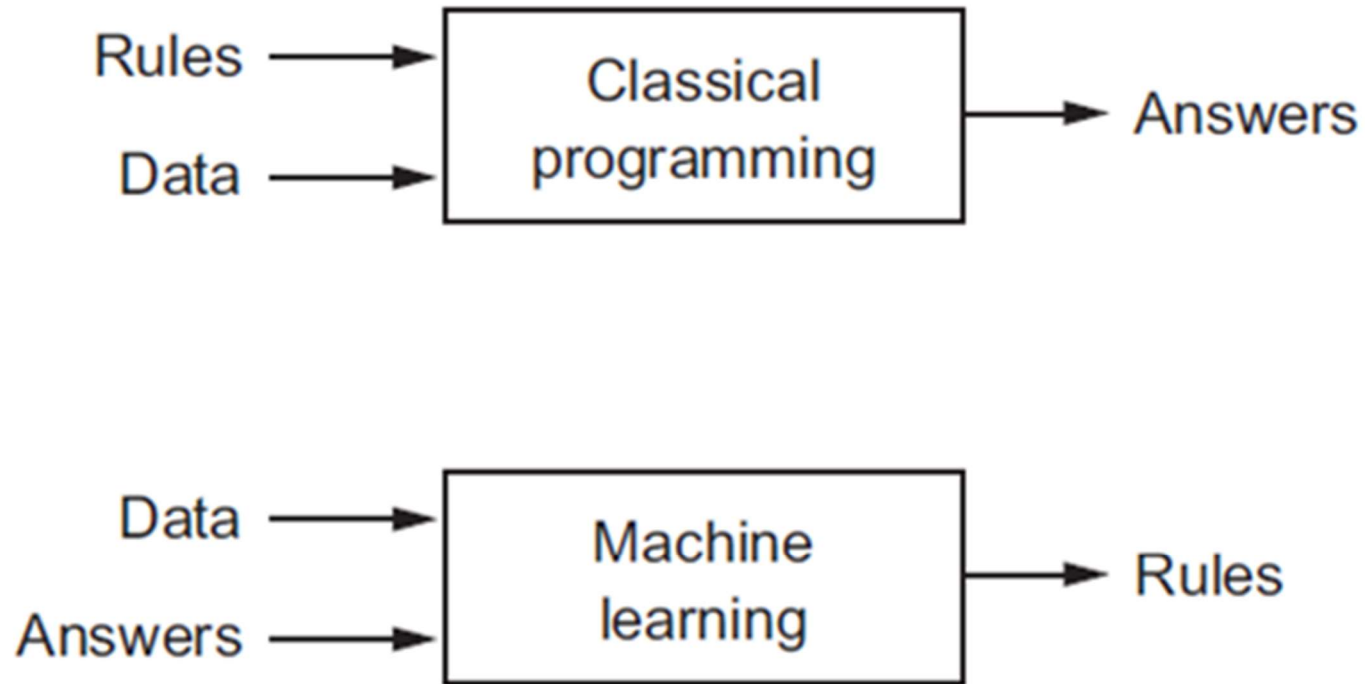 Rules
Data
Classical
programming
Answers
Data
Answers
Machine
learning
Rules